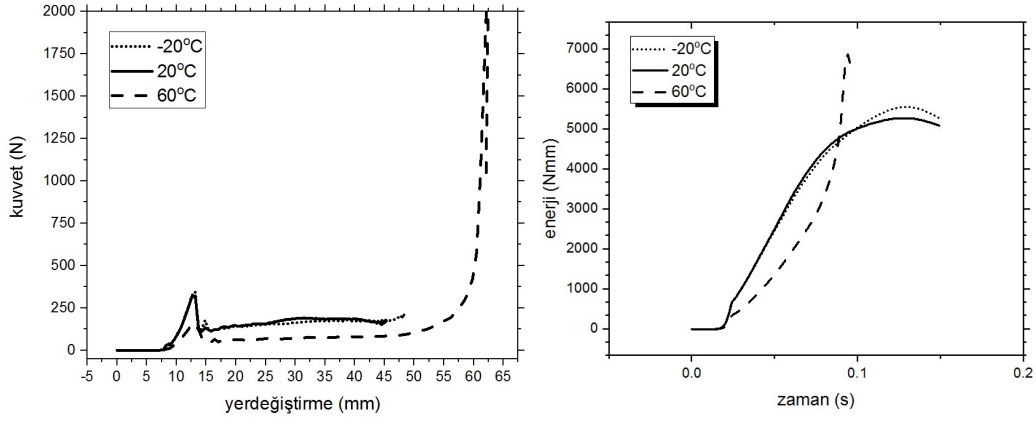 2000
1750
1500
1250
1000
750
500
250
0
kuvvet (N)
-20°C
20°C
60°C
-5 0 5 10 15 20 25 30 35 40 45 50 55 60 65
yerdeğiştirme (mm)
7000
6000
5000
4000
3000
2000
1000
0
enerji (Nmm)
-20°C
20°C
60°C
0.0 0.1 0.2
zaman (s)